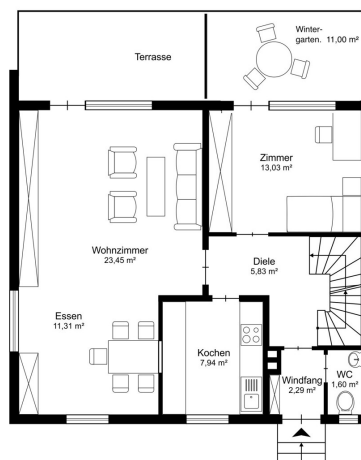 Terrasse
Winter-
garten. 11,00 m²
Zimmer
13,03 m²
Wohnzimmer
23,45 m²
Diele
5,83 m²
Essen
11,31 m²
Kochen
7,94 m²
Windfang
2,29 m²
WC
1,60 m²